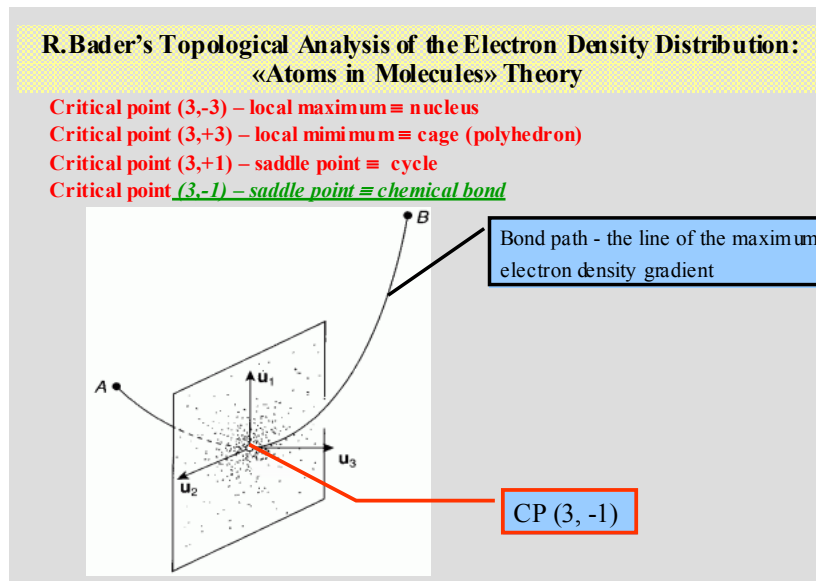 R.Bader's Topological Analysis of the Electron Density Distribution:
«Atoms in Molecules» Theory
Critical point (3,-3) – local maximum ≡ nucleus
Critical point (3,+3) – local mimimum ≡ cage (polyhedron)
Critical point (3,+1) – saddle point ≡ cycle
Critical point (3,-1) – saddle point ≡ chemical bond
B
Bond path - the line of the maximum
electron density gradient
A
u₁
u₃
u₂
CP (3, -1)